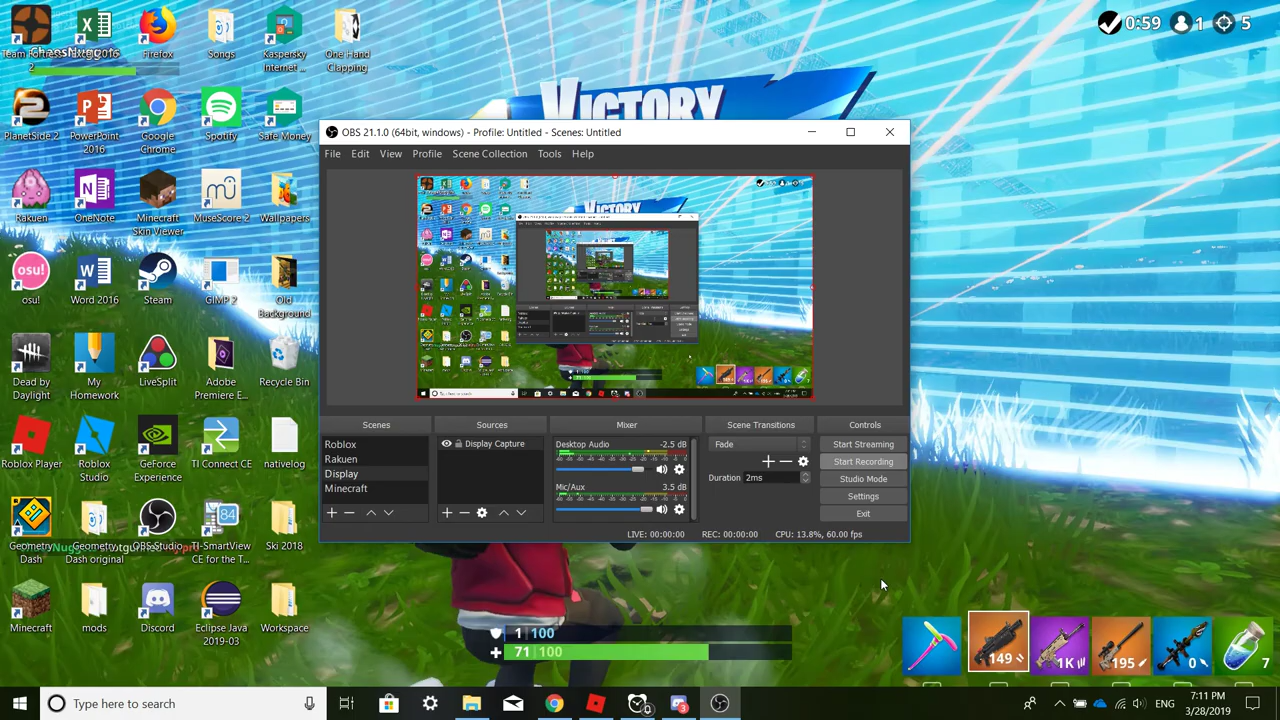 Team Fortress 2
Excel 2016
Firefox
Songs
Kaspersky Internet ...
One Hand Clapping
0:59
1
5
VICTORY
PlanetSide 2
PowerPoint 2016
Google Chrome
Spotify
Safe Money
OBS 21.1.0 (64bit, windows) - Profile: Untitled - Scenes: Untitled
File Edit View Profile Scene Collection Tools Help
Rakuen
OneNote
Minecraft Skin Viewer
MuseScore 2
Wallpapers
osu!
osu!
Word 2016
Steam
GIMP 2
Old Background
Dead by Daylight
My Homework
LiveSplit
Adobe Premiere E...
Recycle Bin
Roblox Player
Roblox Studio
GeForce Experience
TI Connect CE
nativelog
84
Geometry Dash
Geometry Dash original
OBS Studio
TI-SmartView CE for the T...
Ski 2018
Minecraft
mods
Discord
Eclipse Java 2019-03
Workspace
Scenes
Sources
Mixer
Scene Transitions
Controls
Roblox
Rakuen
Display
Minecraft
Display Capture
Desktop Audio -2.5 dB
Mic/Aux 3.5 dB
Fade
Duration 2ms
Start Streaming
Start Recording
Studio Mode
Settings
Exit
LIVE: 00:00:00 REC: 00:00:00 CPU: 13.8%, 60.00 fps
1 | 100
71 | 100
149
1K
195
0
7
Type here to search
3
ENG
7:11 PM
3/28/2019